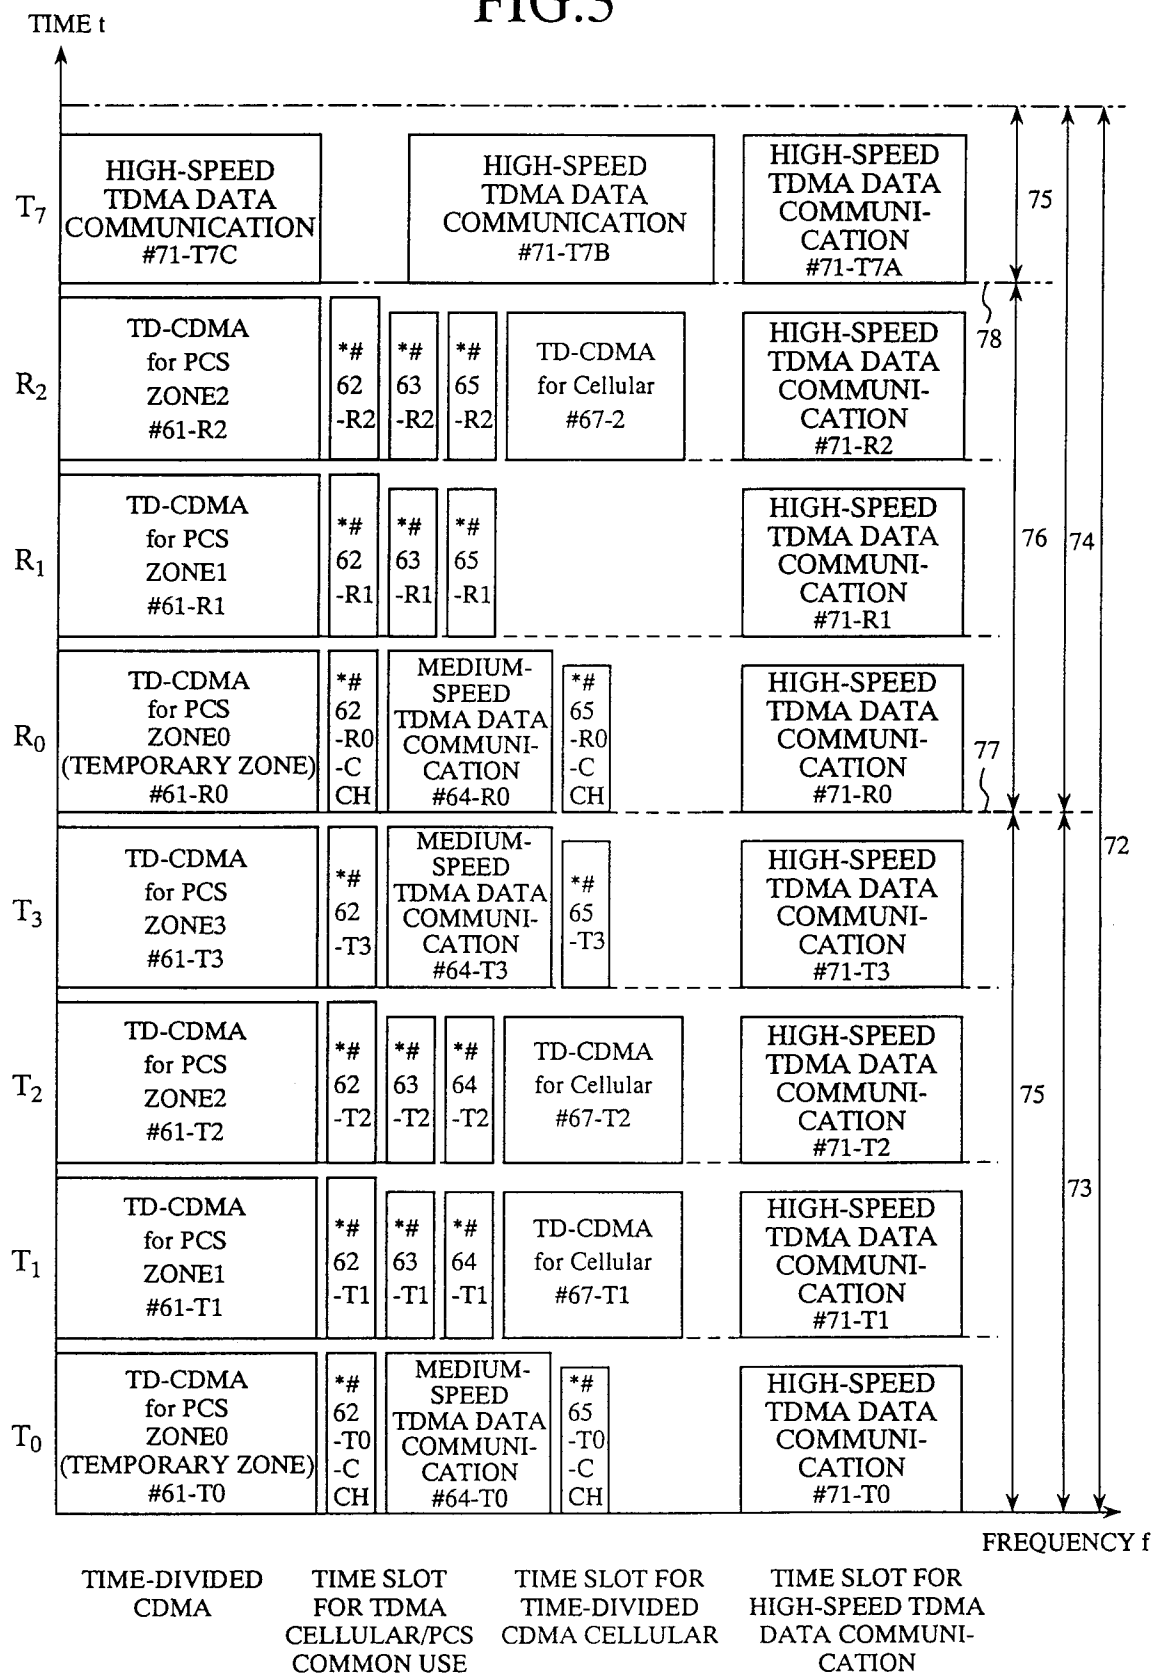 FIG.5
TIME t
T7
HIGH-SPEED
TDMA DATA
COMMUNICATION
#71-T7C
HIGH-SPEED
TDMA DATA
COMMUNICATION
#71-T7B
HIGH-SPEED
TDMA DATA
COMMUNI-
CATION
#71-T7A
75
78
R2
TD-CDMA
for PCS
ZONE2
#61-R2
*#
62
-R2
*#
63
-R2
*#
65
-R2
TD-CDMA
for Cellular
#67-2
HIGH-SPEED
TDMA DATA
COMMUNI-
CATION
#71-R2
R1
TD-CDMA
for PCS
ZONE1
#61-R1
*#
62
-R1
*#
63
-R1
*#
65
-R1
HIGH-SPEED
TDMA DATA
COMMUNI-
CATION
#71-R1
76
74
R0
TD-CDMA
for PCS
ZONE0
(TEMPORARY ZONE)
#61-R0
*#
62
-R0
-C
CH
MEDIUM-
SPEED
TDMA DATA
COMMUNI-
CATION
#64-R0
*#
65
-R0
-C
CH
HIGH-SPEED
TDMA DATA
COMMUNI-
CATION
#71-R0
77
72
T3
TD-CDMA
for PCS
ZONE3
#61-T3
*#
62
-T3
MEDIUM-
SPEED
TDMA DATA
COMMUNI-
CATION
#64-T3
*#
65
-T3
HIGH-SPEED
TDMA DATA
COMMUNI-
CATION
#71-T3
T2
TD-CDMA
for PCS
ZONE2
#61-T2
*#
62
-T2
*#
63
-T2
*#
64
-T2
TD-CDMA
for Cellular
#67-T2
HIGH-SPEED
TDMA DATA
COMMUNI-
CATION
#71-T2
75
73
T1
TD-CDMA
for PCS
ZONE1
#61-T1
*#
62
-T1
*#
63
-T1
*#
64
-T1
TD-CDMA
for Cellular
#67-T1
HIGH-SPEED
TDMA DATA
COMMUNI-
CATION
#71-T1
T0
TD-CDMA
for PCS
ZONE0
(TEMPORARY ZONE)
#61-T0
*#
62
-T0
-C
CH
MEDIUM-
SPEED
TDMA DATA
COMMUNI-
CATION
#64-T0
*#
65
-T0
-C
CH
HIGH-SPEED
TDMA DATA
COMMUNI-
CATION
#71-T0
FREQUENCY f
TIME-DIVIDED
CDMA
TIME SLOT
FOR TDMA
CELLULAR/PCS
COMMON USE
TIME SLOT FOR
TIME-DIVIDED
CDMA CELLULAR
TIME SLOT FOR
HIGH-SPEED TDMA
DATA COMMUNI-
CATION